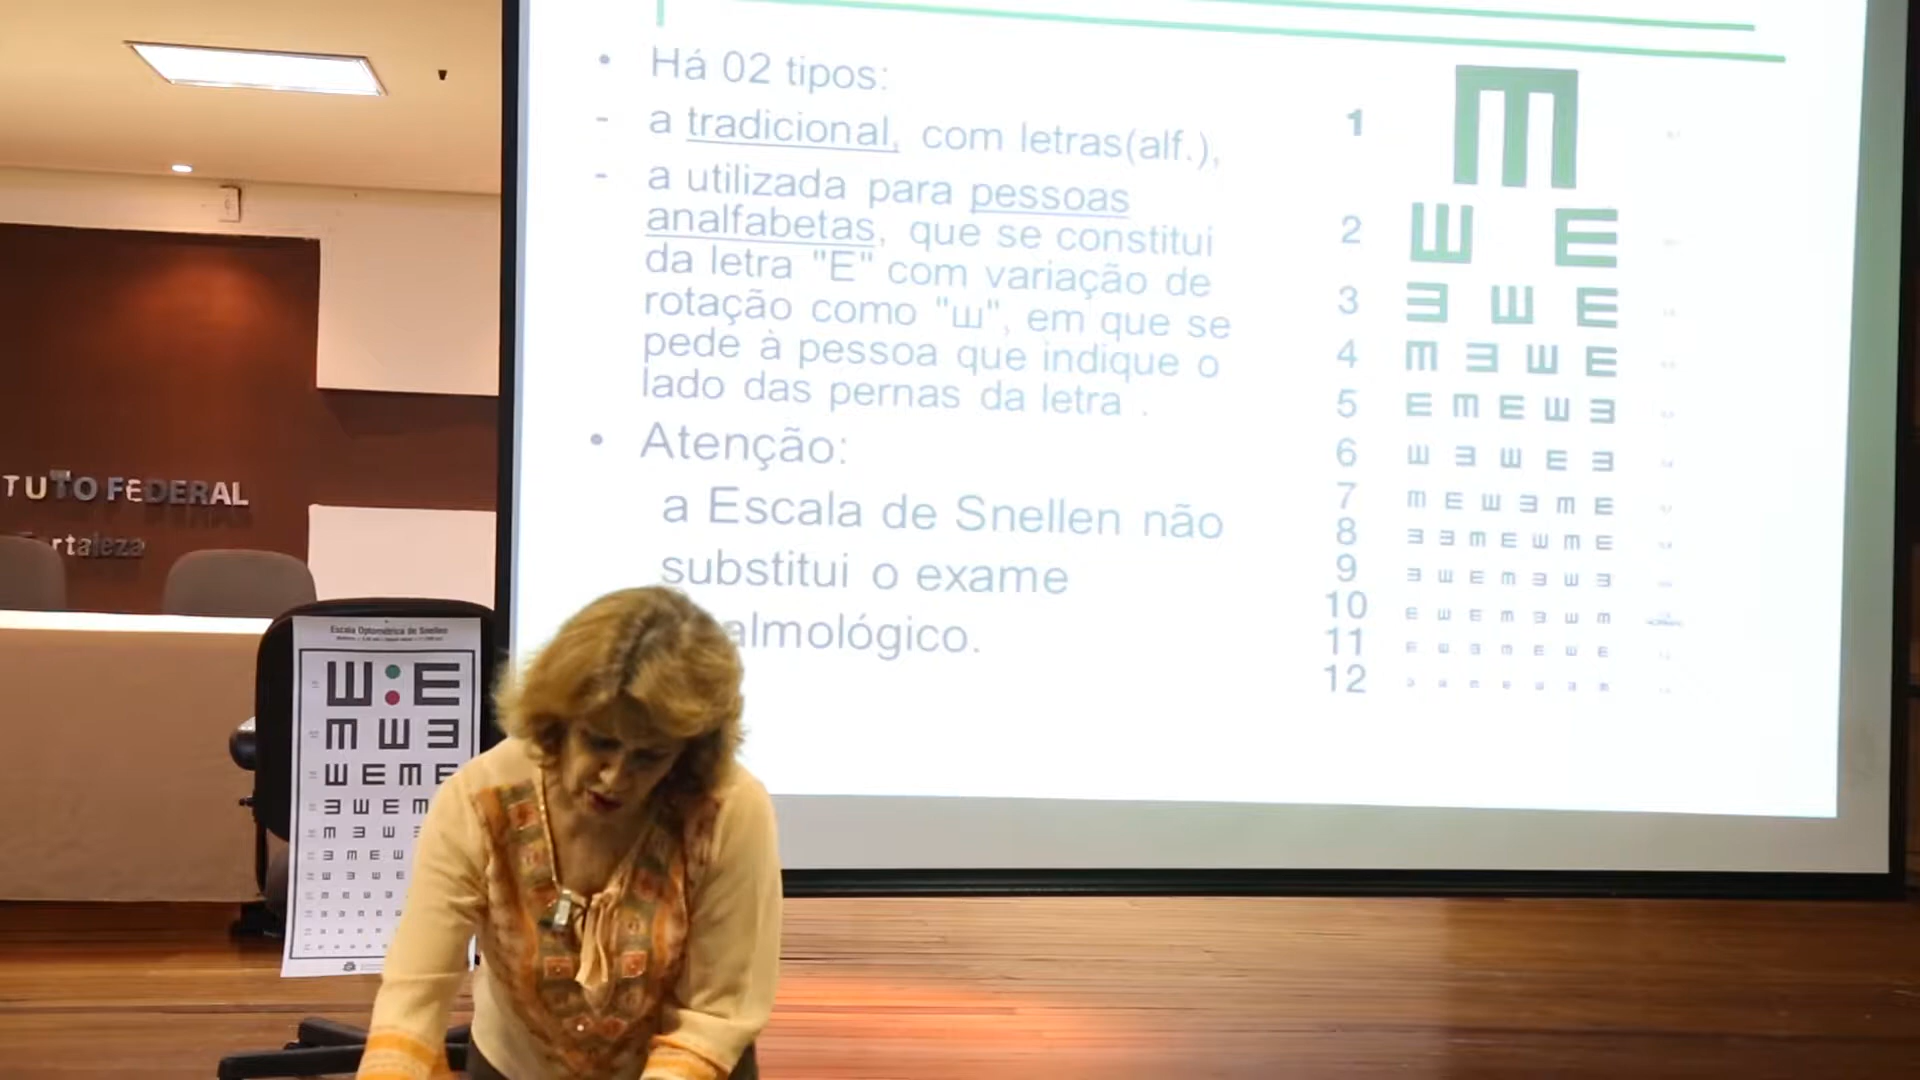 TUTO FEDERAL
rtaleza
Escala Optométrica de Snellen
ш : E
m ш ∃
ш E m E
∃ ш E m
m ∃ ш
∃ m E ш
ш ∃ ш E
• Há 02 tipos:
- a tradicional, com letras(alf.),
- a utilizada para pessoas
analfabetas, que se constitui
da letra "E" com variação de
rotação como "ш", em que se
pede à pessoa que indique o
lado das pernas da letra .
• Atenção:
a Escala de Snellen não
substitui o exame
almológico.
1 m
2 ш E
3 ∃ ш E
4 m ∃ ш E
5 E m E ш ∃
6 ш ∃ ш E ∃
7 m E ш ∃ m E
8 ∃ ∃ m E ш m E
9 ∃ ш E m ∃ ш ∃
10 E ш E m ∃ ш m
11 E ш ∃ m E ш E
12